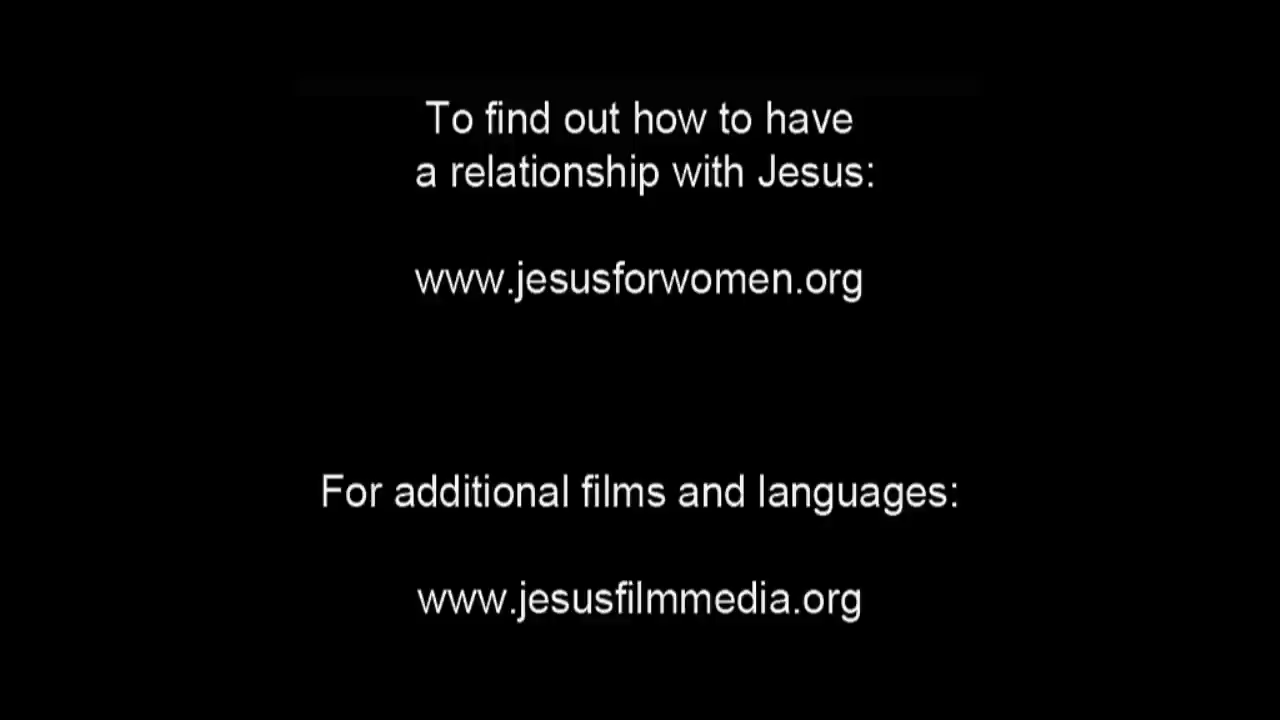 To find out how to have
a relationship with Jesus:
www.jesusforwomen.org
For additional films and languages:
www.jesusfilmmedia.org